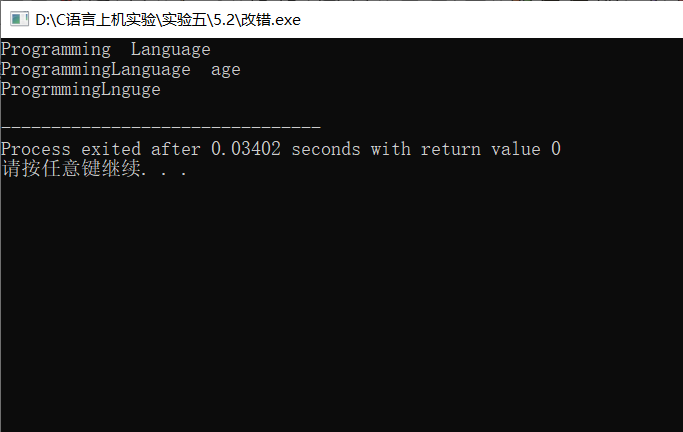 D:\C语言上机实验\实验五\5.2\改错.exe
Programming  Language
ProgrammingLanguage  age
ProgrmmingLnguge
--------------------------------
Process exited after 0.03402 seconds with return value 0
请按任意键继续. . .